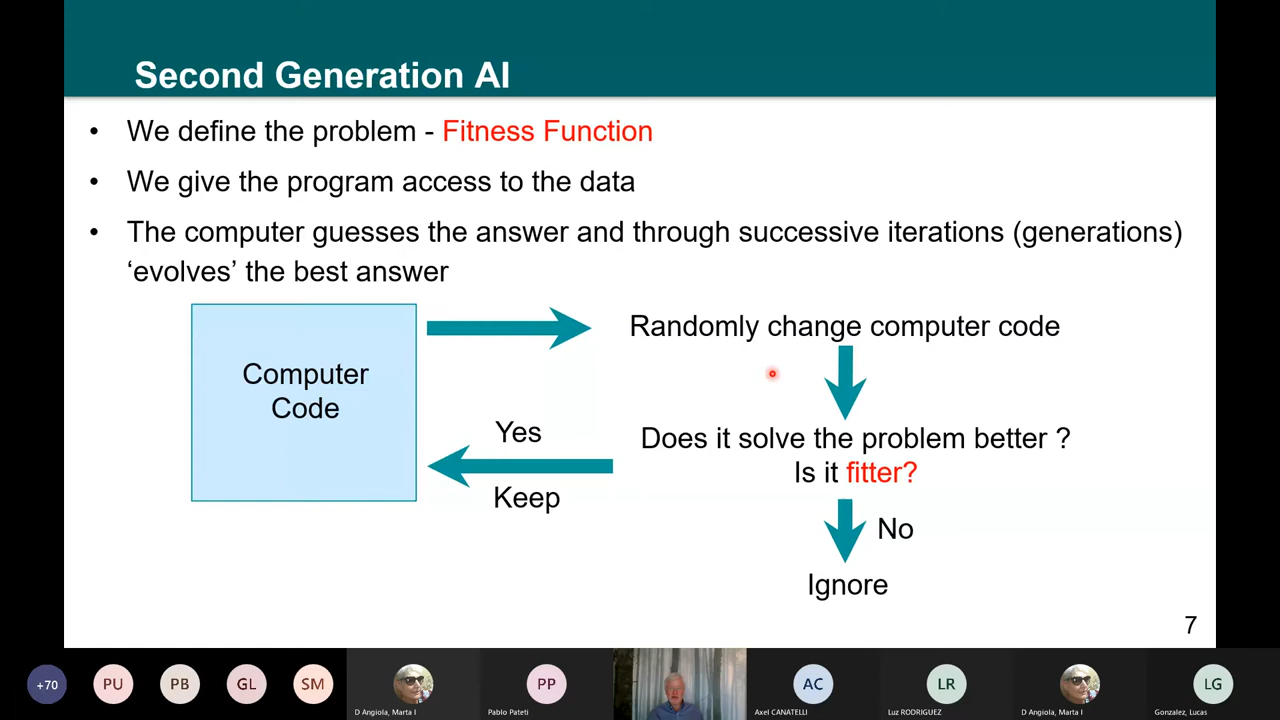 Second Generation AI
• We define the problem - Fitness Function
• We give the program access to the data
• The computer guesses the answer and through successive iterations (generations)
‘evolves’ the best answer
Computer
Code
Randomly change computer code
Yes
Keep
Does it solve the problem better ?
Is it fitter?
No
Ignore
7
+70
PU
PB
GL
SM
D Angiola, Marta I
PP
Pablo Pateti
AC
Axel CANATELLI
LR
Luz RODRIGUEZ
D Angiola, Marta I
LG
Gonzalez, Lucas